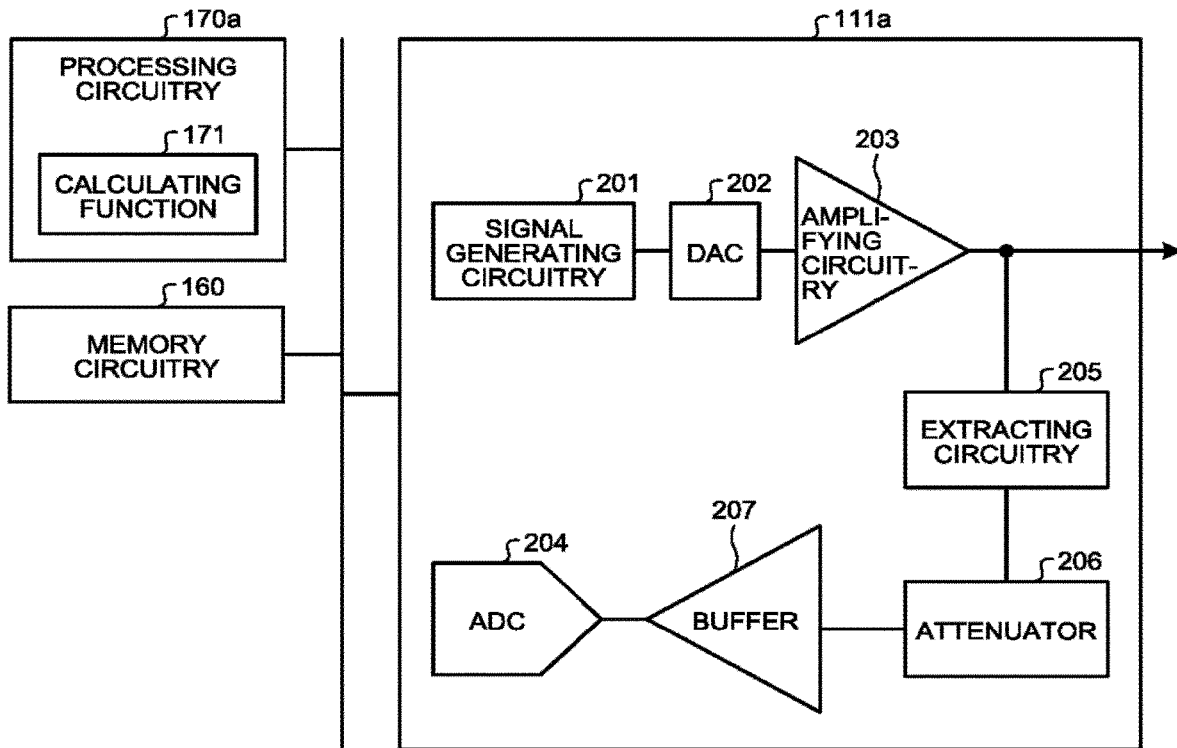 170a
PROCESSING
CIRCUITRY
171
CALCULATING
FUNCTION
160
MEMORY
CIRCUITRY
111a
201
SIGNAL
GENERATING
CIRCUITRY
202
DAC
203
AMPLI-
FYING
CIRCUIT-
RY
205
EXTRACTING
CIRCUITRY
206
ATTENUATOR
207
BUFFER
204
ADC